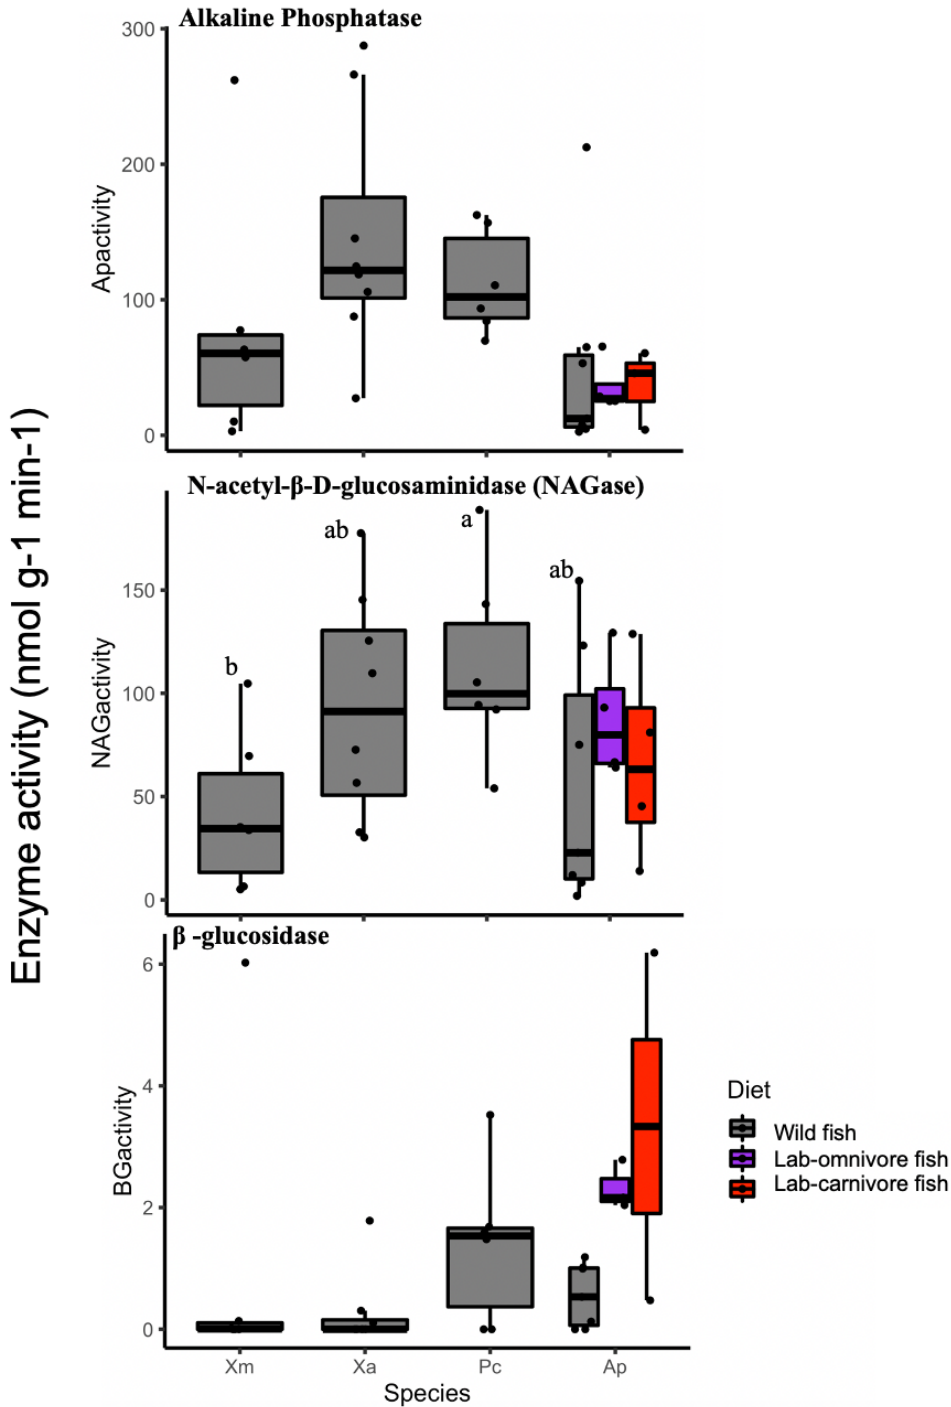 Alkaline Phosphatase
300
200
100
0
Apactivity
Enzyme activity (nmol g-1 min-1)
N-acetyl-β-D-glucosaminidase (NAGase)
ab
a
ab
b
150
100
50
0
NAGactivity
β -glucosidase
6
4
2
0
BGactivity
Xm
Xa
Pc
Ap
Species
Diet
Wild fish
Lab-omnivore fish
Lab-carnivore fish